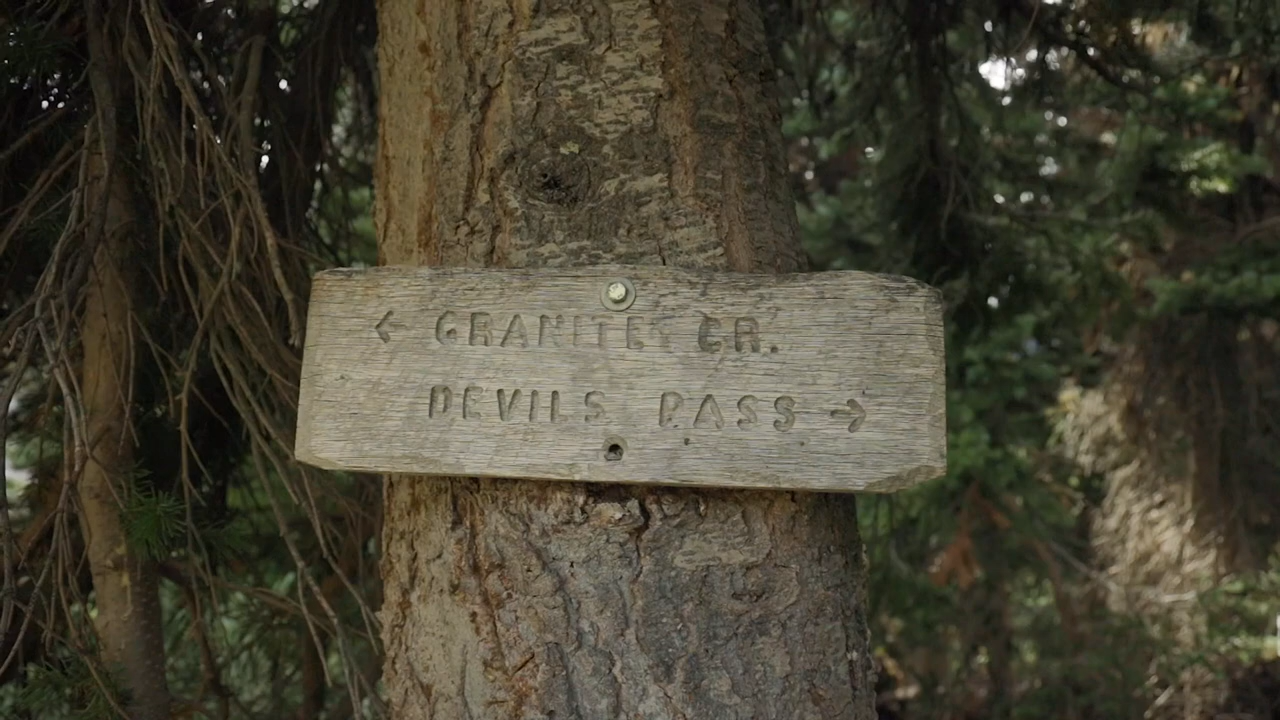 ← GRANITE CR.
DEVILS PASS →